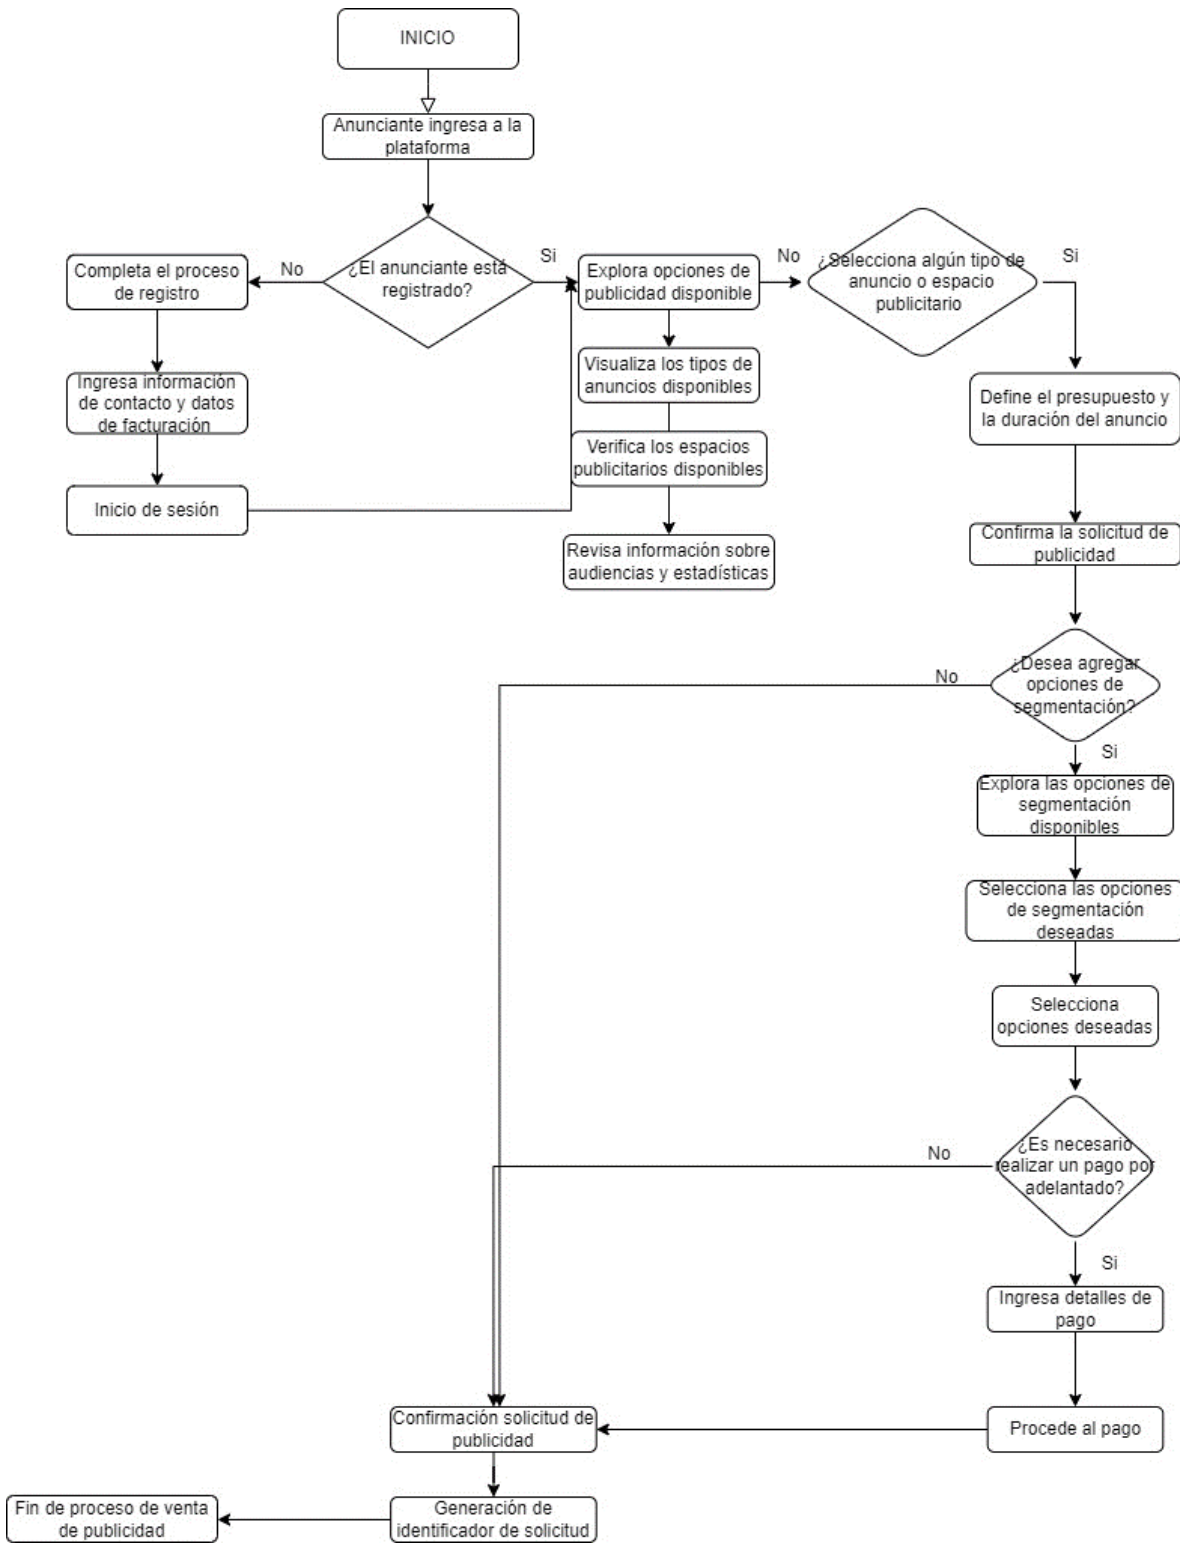 INICIO
Anunciante ingresa a la
plataforma
¿El anunciante está
registrado?
No
Si
Completa el proceso
de registro
Ingresa información
de contacto y datos
de facturación
Inicio de sesión
Explora opciones de
publicidad disponible
Visualiza los tipos de
anuncios disponibles
Verifica los espacios
publicitarios disponibles
Revisa información sobre
audiencias y estadísticas
No
¿Selecciona algún tipo de
anuncio o espacio
publicitario
Si
Define el presupuesto y
la duración del anuncio
Confirma la solicitud de
publicidad
¿Desea agregar
opciones de
segmentación?
No
Si
Explora las opciones de
segmentación
disponibles
Selecciona las opciones
de segmentación
deseadas
Selecciona
opciones deseadas
¿Es necesario
realizar un pago por
adelantado?
No
Si
Ingresa detalles de
pago
Procede al pago
Confirmación solicitud de
publicidad
Generación de
identificador de solicitud
Fin de proceso de venta
de publicidad